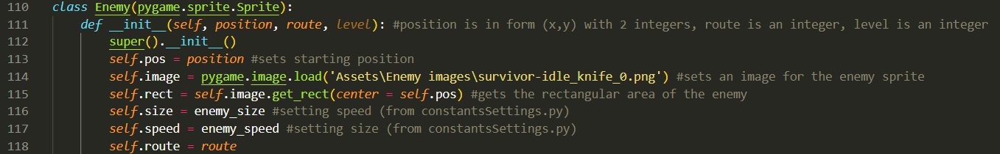 110 class Enemy(pygame.sprite.Sprite):
111 def __init__(self, position, route, level): #position is in form (x,y) with 2 integers, route is an integer, level is an integer
112 super().__init__()
113 self.pos = position #sets starting position
114 self.image = pygame.image.load('Assets\Enemy images\survivor-idle_knife_0.png') #sets an image for the enemy sprite
115 self.rect = self.image.get_rect(center = self.pos) #gets the rectangular area of the enemy
116 self.size = enemy_size #setting speed (from constantsSettings.py)
117 self.speed = enemy_speed #setting size (from constantsSettings.py)
118 self.route = route